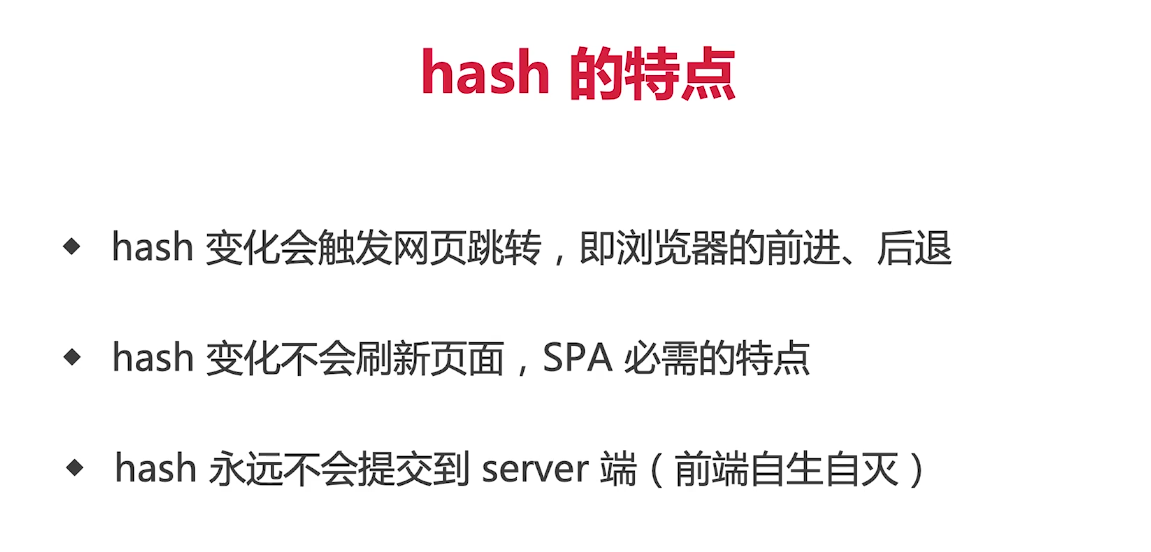 hash 的特点
◆ hash 变化会触发网页跳转，即浏览器的前进、后退
◆ hash 变化不会刷新页面，SPA 必需的特点
◆ hash 永远不会提交到 server 端（前端自生自灭）